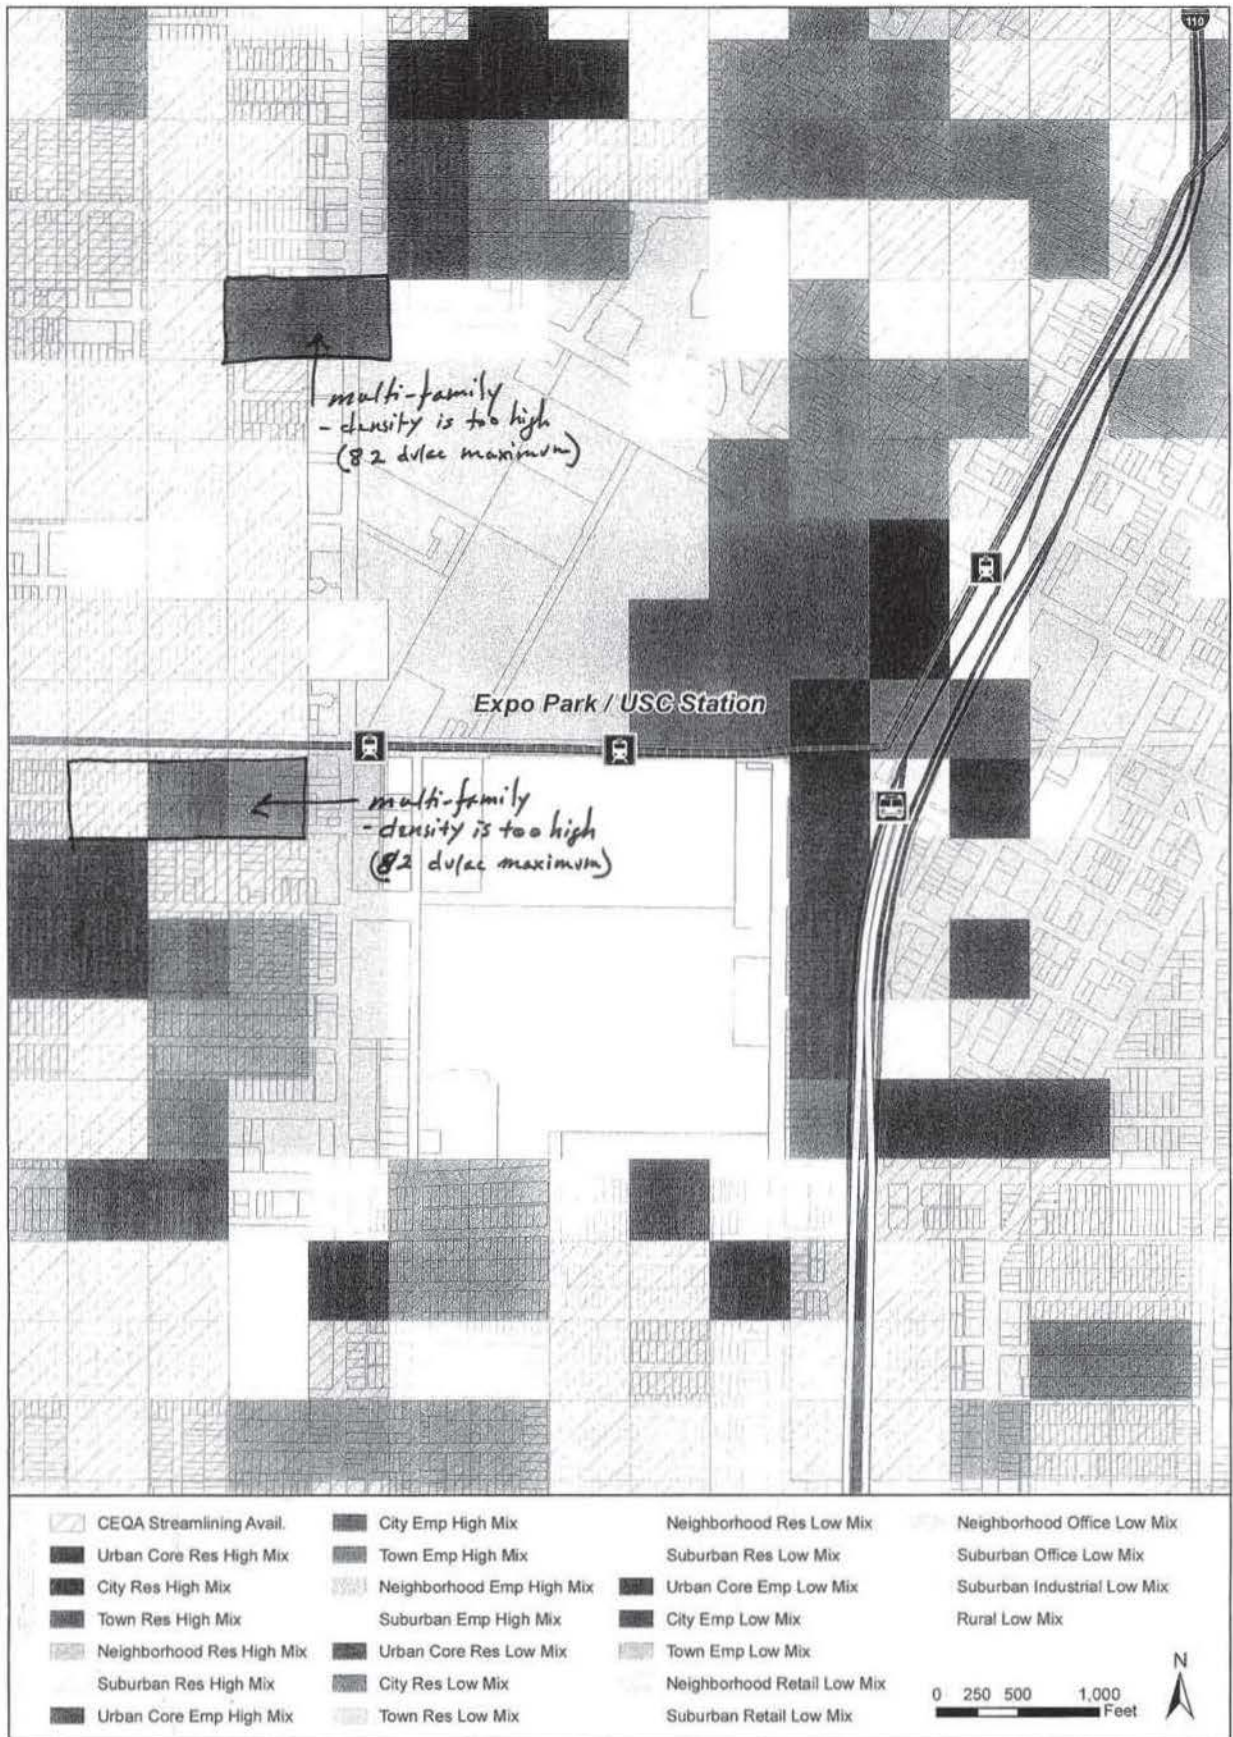 110
multi-family
- density is too high
(82 du/ac maximum)
Expo Park / USC Station
multi-family
- density is too high
(82 du/ac maximum)
CEQA Streamlining Avail.
Urban Core Res High Mix
City Res High Mix
Town Res High Mix
Neighborhood Res High Mix
Suburban Res High Mix
Urban Core Emp High Mix
City Emp High Mix
Town Emp High Mix
Neighborhood Emp High Mix
Suburban Emp High Mix
Urban Core Res Low Mix
City Res Low Mix
Town Res Low Mix
Neighborhood Res Low Mix
Suburban Res Low Mix
Urban Core Emp Low Mix
City Emp Low Mix
Town Emp Low Mix
Neighborhood Retail Low Mix
Suburban Retail Low Mix
Neighborhood Office Low Mix
Suburban Office Low Mix
Suburban Industrial Low Mix
Rural Low Mix
N
0 250 500 1,000
Feet